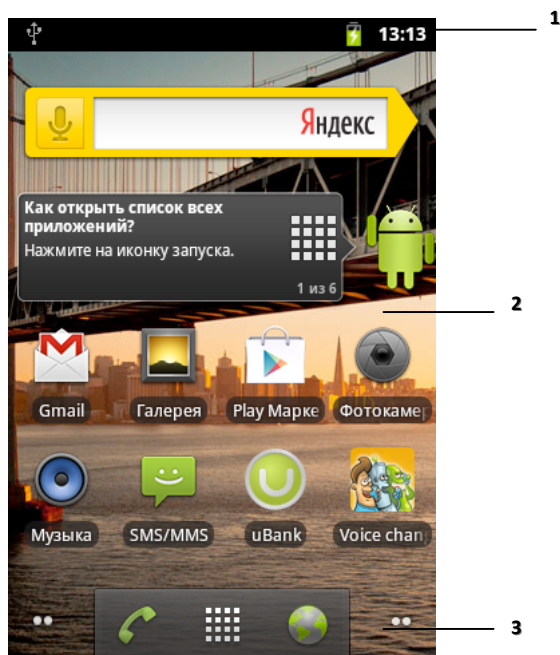 1
13:13
Яндекс
Как открыть список всех
приложений?
Нажмите на иконку запуска.
1 из 6
2
Gmail
Галерея
Play Марке
Фотокамер
Музыка
SMS/MMS
uBank
Voice chan
3